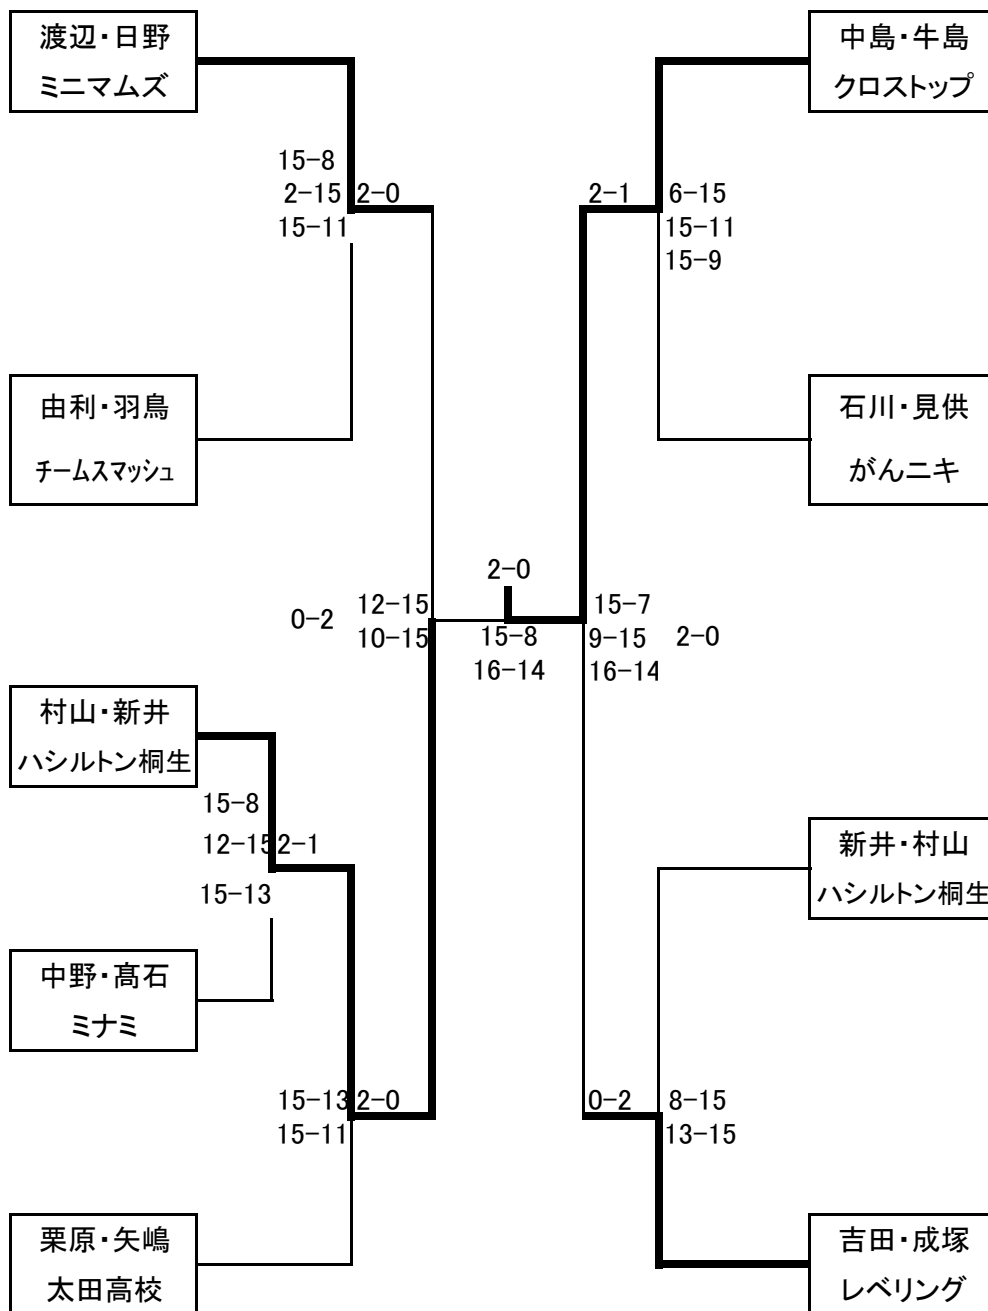 渡辺・日野
ミニマムズ
中島・牛島
クロストップ
15-8
2-15
2-0
15-11
2-1
6-15
15-11
15-9
由利・羽鳥
チームスマッシュ
石川・見供
がんニキ
2-0
0-2
12-15
10-15
15-8
16-14
15-7
9-15
2-0
16-14
村山・新井
ハシルトン桐生
15-8
12-15
2-1
15-13
新井・村山
ハシルトン桐生
中野・髙石
ミナミ
15-13
2-0
15-11
0-2
8-15
13-15
栗原・矢嶋
太田高校
吉田・成塚
レベリング